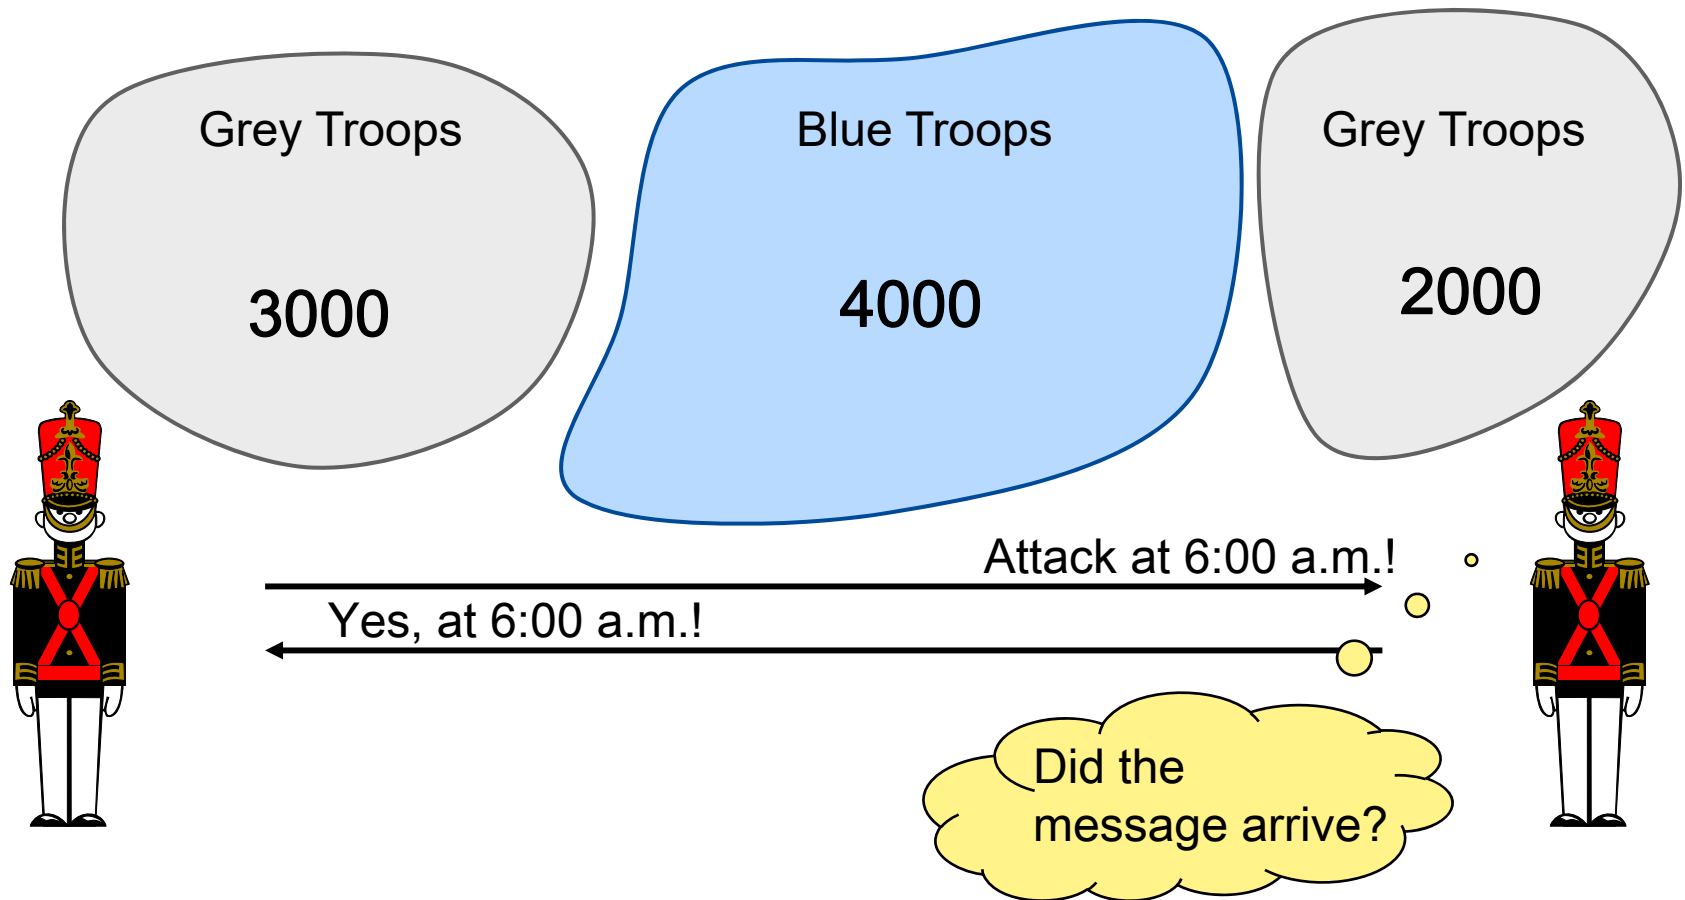 Grey Troops
Blue Troops
Grey Troops
3000
4000
2000
Attack at 6:00 a.m.!
Yes, at 6:00 a.m.!
Did the
message arrive?